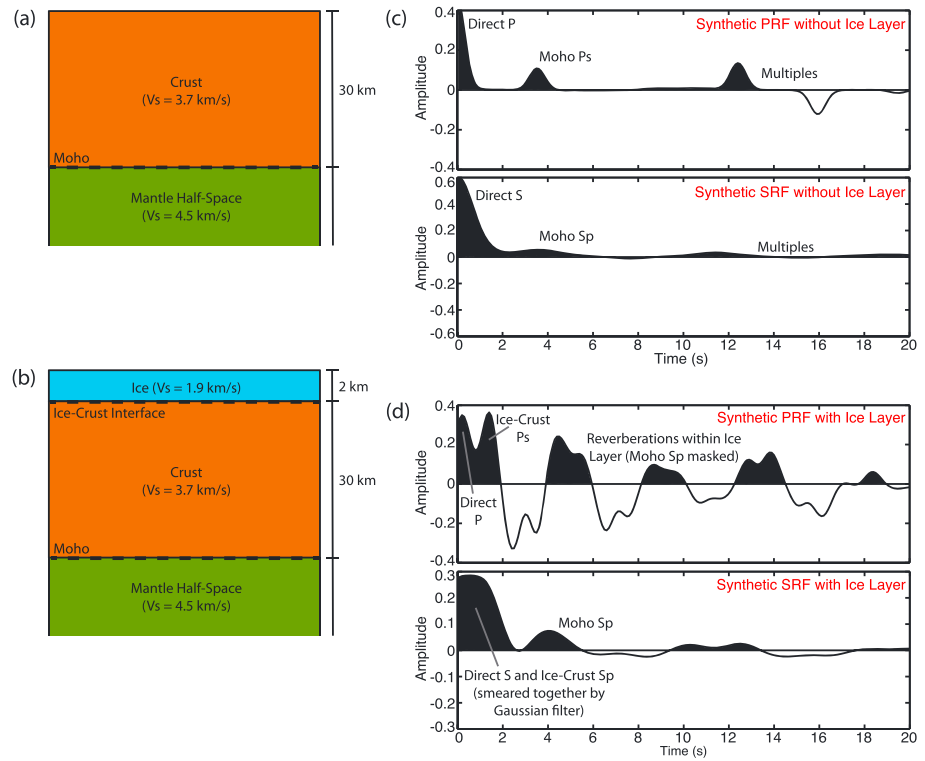 (a)
Crust
(Vs = 3.7 km/s)
Moho
Mantle Half-Space
(Vs = 4.5 km/s)
30 km
(b)
Ice (Vs = 1.9 km/s)
Ice-Crust Interface
Crust
(Vs = 3.7 km/s)
Moho
Mantle Half-Space
(Vs = 4.5 km/s)
2 km
30 km
(c)
Synthetic PRF without Ice Layer
Direct P
Moho Ps
Multiples
Amplitude
0.4
0.2
0
-0.2
-0.4
Synthetic SRF without Ice Layer
Direct S
Moho Sp
Multiples
Amplitude
0.6
0.4
0.2
0
-0.2
-0.4
-0.6
0 2 4 6 8 10 12 14 16 18 20
Time (s)
(d)
Synthetic PRF with Ice Layer
Ice-Crust
Ps
Reverberations within Ice
Layer (Moho Sp masked)
Direct
P
Amplitude
0.4
0.2
0
-0.2
-0.4
Synthetic SRF with Ice Layer
Moho Sp
Direct S and Ice-Crust Sp
(smeared together by
Gaussian filter)
Amplitude
0.3
0.2
0.1
0
-0.1
-0.2
-0.3
0 2 4 6 8 10 12 14 16 18 20
Time (s)